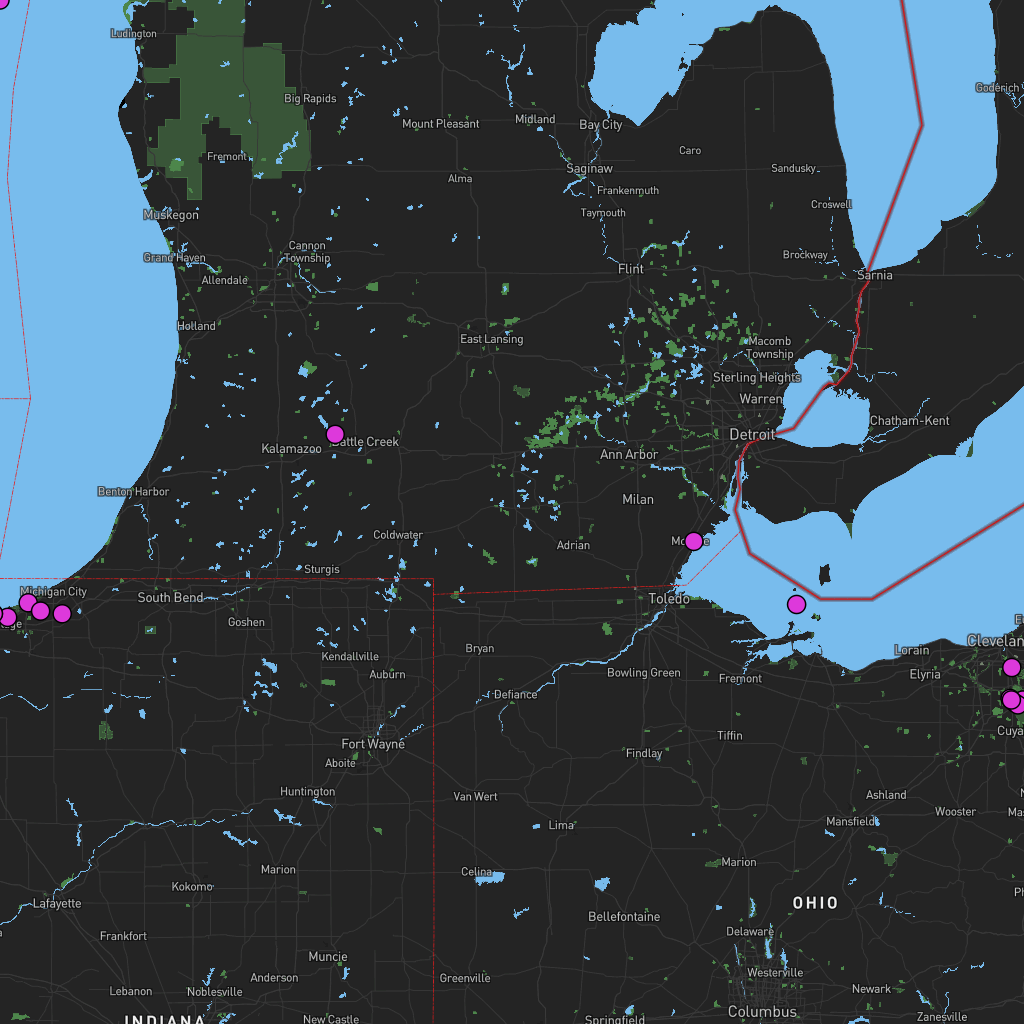 Ludington
Goderich
Big Rapids
Mount Pleasant
Midland
Bay City
Caro
Fremont
Saginaw
Sandusky
Alma
Frankenmuth
Croswell
Muskegon
Taymouth
Cannon
Township
Grand Haven
Brockway
Flint
Sarnia
Allendale
Holland
East Lansing
Macomb
Township
Sterling Heights
Warren
Chatham-Kent
Detroit
Battle Creek
Kalamazoo
Ann Arbor
Benton Harbor
Milan
Coldwater
Adrian
Sturgis
Michigan City
South Bend
Toledo
Goshen
Clevelan
Bryan
Lorain
Kendallville
Auburn
Bowling Green
Fremont
Elyria
Defiance
Cuya
Tiffin
Fort Wayne
Findlay
Aboite
Huntington
Van Wert
Ashland
Wooster
Mas
Lima
Mansfield
Marion
Marion
Celina
Kokomo
Lafayette
OHIO
Bellefontaine
Delaware
Frankfort
Muncie
Westerville
Anderson
Greenville
Lebanon
Noblesville
Newark
Columbus
Zanesville
INDIANA
New Castle
Springfield